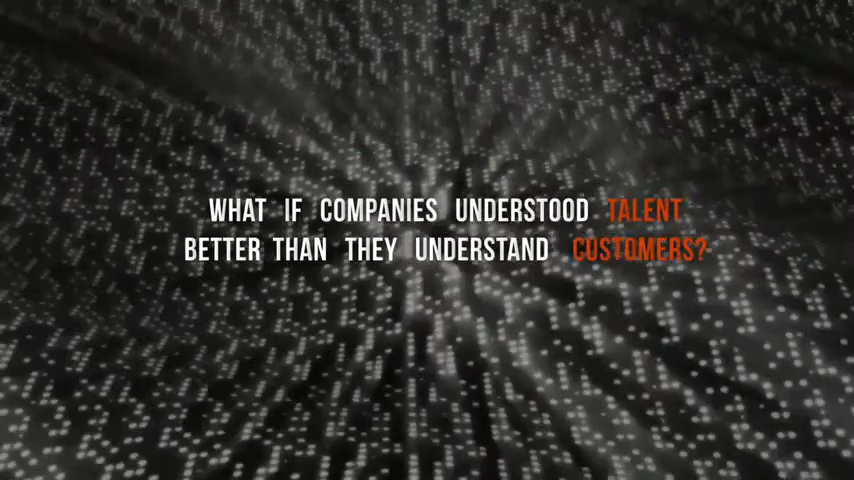 WHAT IF COMPANIES UNDERSTOOD TALENT
BETTER THAN THEY UNDERSTAND CUSTOMERS?